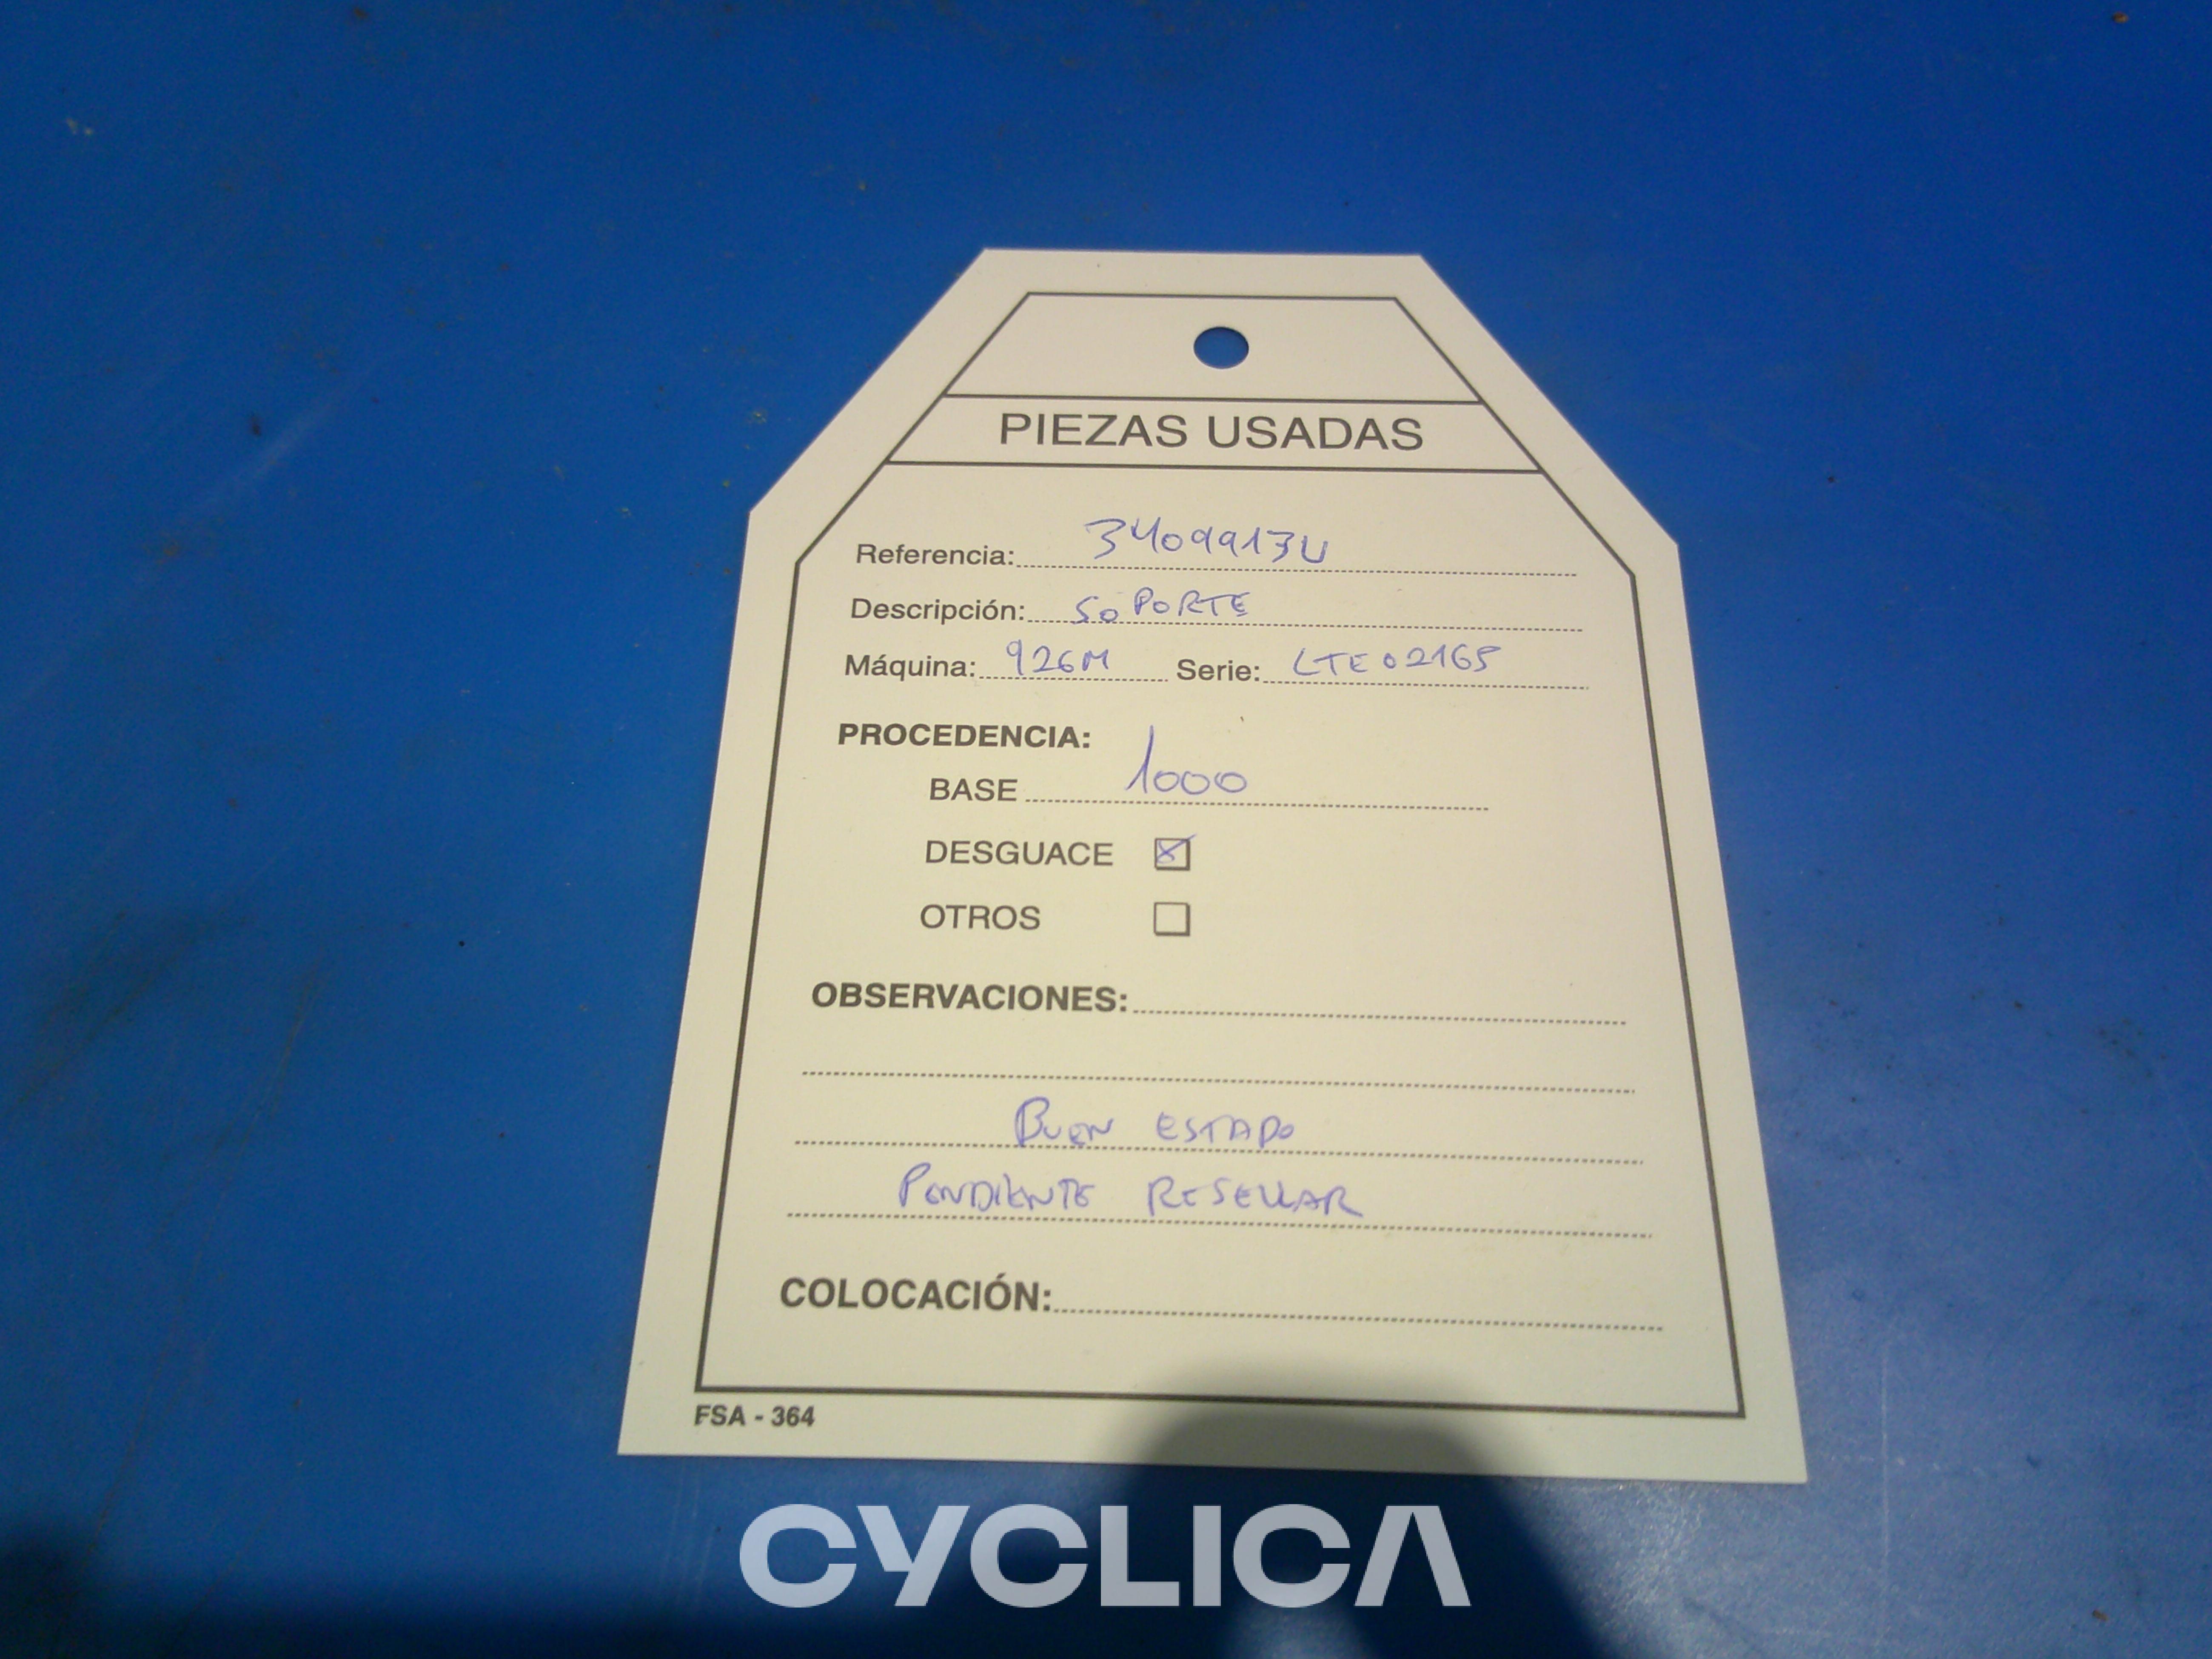 PIEZAS USADAS
Referencia: 3409913U
Descripción: SOPORTE
Máquina: 926M Serie: LTE02165
PROCEDENCIA:
BASE 1000
DESGUACE
OTROS
OBSERVACIONES:
BUEN ESTADO
PENDIENTE RESELLAR
COLOCACIÓN:
FSA - 364
CYCLICA